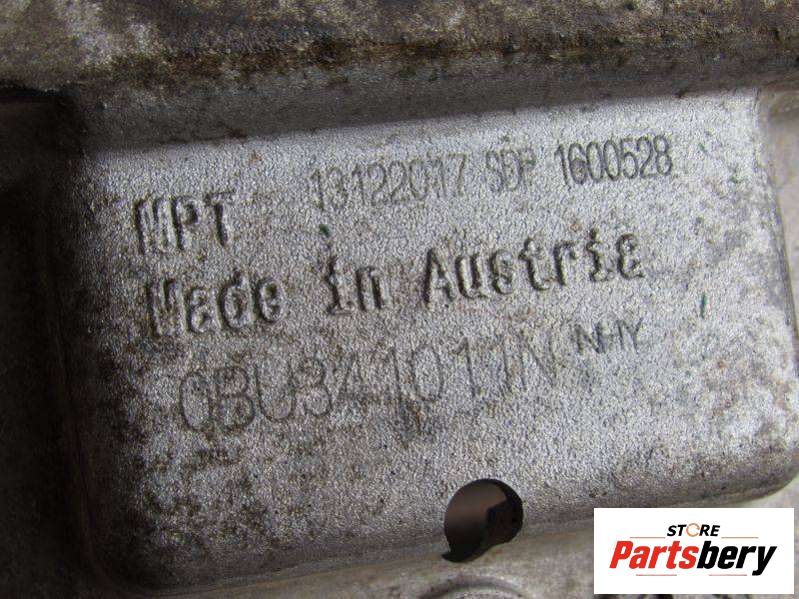 MPT 13122017 SDP 1600528
Made in Austria
0BU341011N NHY
STORE
Partsbery